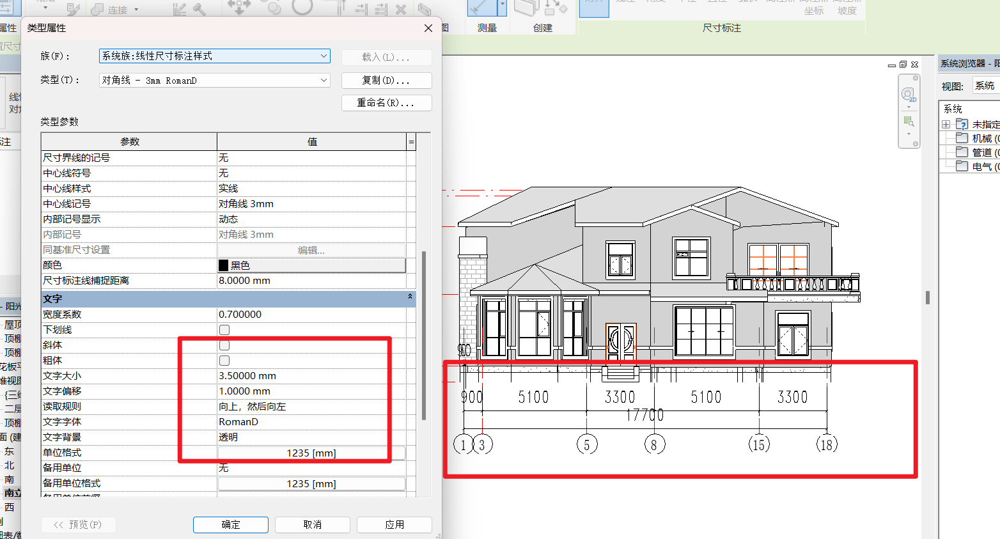 连接
属性
测量
创建
坐标
坡度
尺寸标注
类型属性
族(F):
系统族:线性尺寸标注样式
载入(L)...
类型(T):
对角线 - 3mm RomanD
复制(D)...
重命名(R)...
类型参数
参数
值
=
尺寸界线的记号
无
中心线符号
无
中心线样式
实线
中心线记号
对角线 3mm
内部记号显示
动态
内部记号
对角线 3mm
同基准尺寸设置
编辑...
颜色
黑色
尺寸标注线捕捉距离
8.0000 mm
文字
宽度系数
0.700000
下划线
斜体
粗体
文字大小
3.50000 mm
文字偏移
1.0000 mm
读取规则
向上，然后向左
文字字体
RomanD
文字背景
透明
单位格式
1235 [mm]
备用单位
无
备用单位格式
1235 [mm]
<< 预览(P)
确定
取消
应用
- 阳光
屋顶
顶棚
顶棚
花板平
维视图
{三维
二层
顶棚
面 (建
东
北
南
南立
西
2D
900
900
5100
3300
5100
3300
17700
1
3
5
8
15
18
系统浏览器 - 阳
视图:
系统
系统
未指定
机械 (0
管道 (0
电气 (0